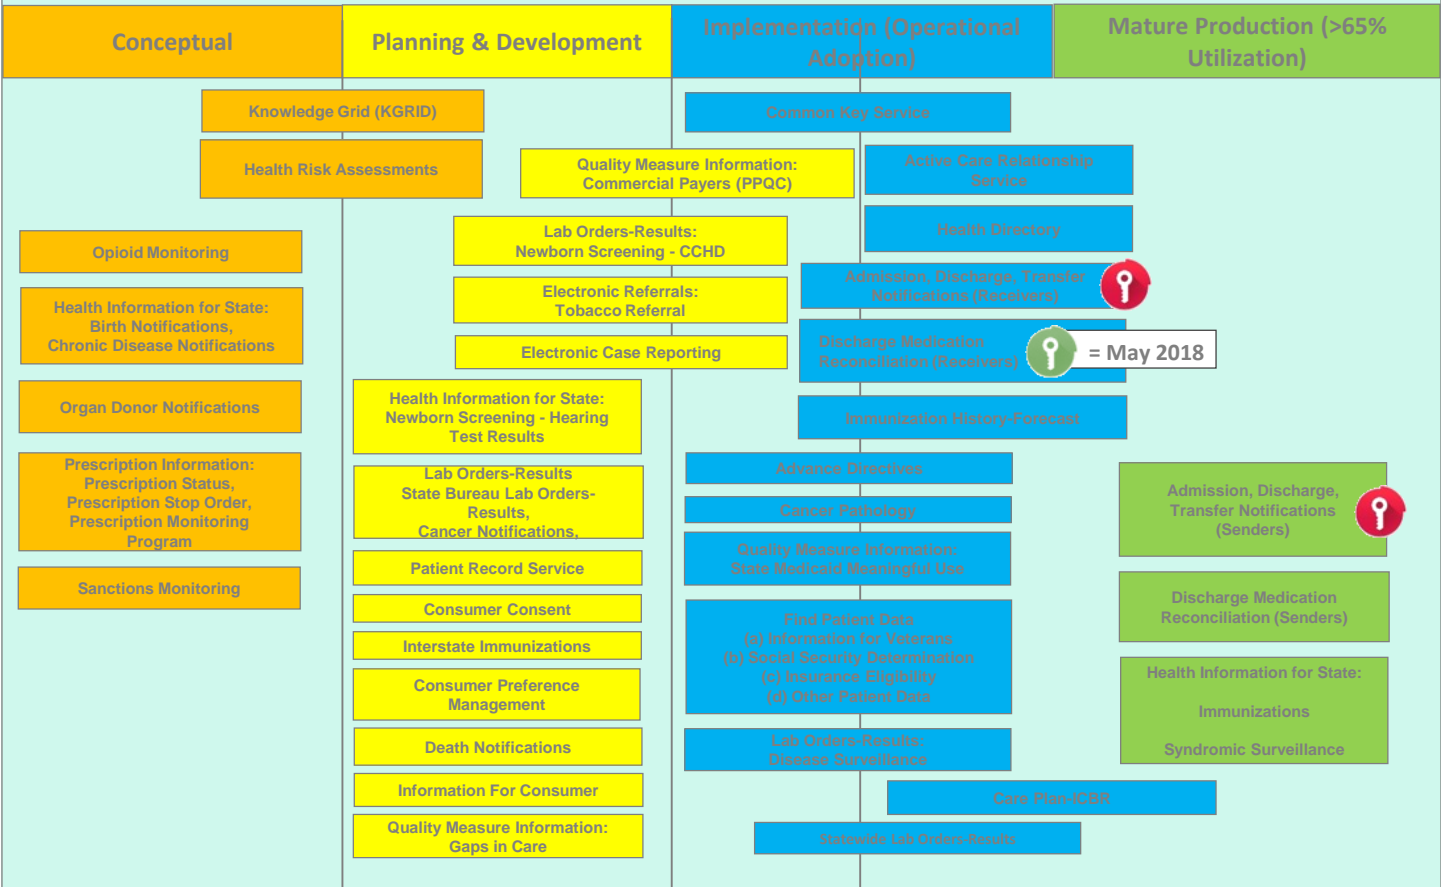 Conceptual
Planning & Development
Implementation (Operational
Adoption)
Mature Production (>65%
Utilization)
Knowledge Grid (KGRID)
Health Risk Assessments
Opioid Monitoring
Health Information for State:
Birth Notifications,
Chronic Disease Notifications
Organ Donor Notifications
Prescription Information:
Prescription Status,
Prescription Stop Order,
Prescription Monitoring
Program
Sanctions Monitoring
Quality Measure Information:
Commercial Payers (PPQC)
Lab Orders-Results:
Newborn Screening - CCHD
Electronic Referrals:
Tobacco Referral
Electronic Case Reporting
Health Information for State:
Newborn Screening - Hearing
Test Results
Lab Orders-Results
State Bureau Lab Orders-
Results,
Cancer Notifications,
Patient Record Service
Consumer Consent
Interstate Immunizations
Consumer Preference
Management
Death Notifications
Information For Consumer
Quality Measure Information:
Gaps in Care
Common Key Service
Active Care Relationship
Service
Health Directory
Admission, Discharge, Transfer
Notifications (Receivers)
Discharge Medication
Reconciliation (Receivers)
= May 2018
Immunization History-Forecast
Advance Directives
Cancer Pathology
Quality Measure Information:
State Medicaid Meaningful Use
Find Patient Data
(a) Information for Veterans
(b) Social Security Determination
(c) Insurance Eligibility
(d) Other Patient Data
Lab Orders-Results:
Disease Surveillance
Care Plan-ICBR
Statewide Lab Orders-Results
Admission, Discharge,
Transfer Notifications
(Senders)
Discharge Medication
Reconciliation (Senders)
Health Information for State:
Immunizations
Syndromic Surveillance